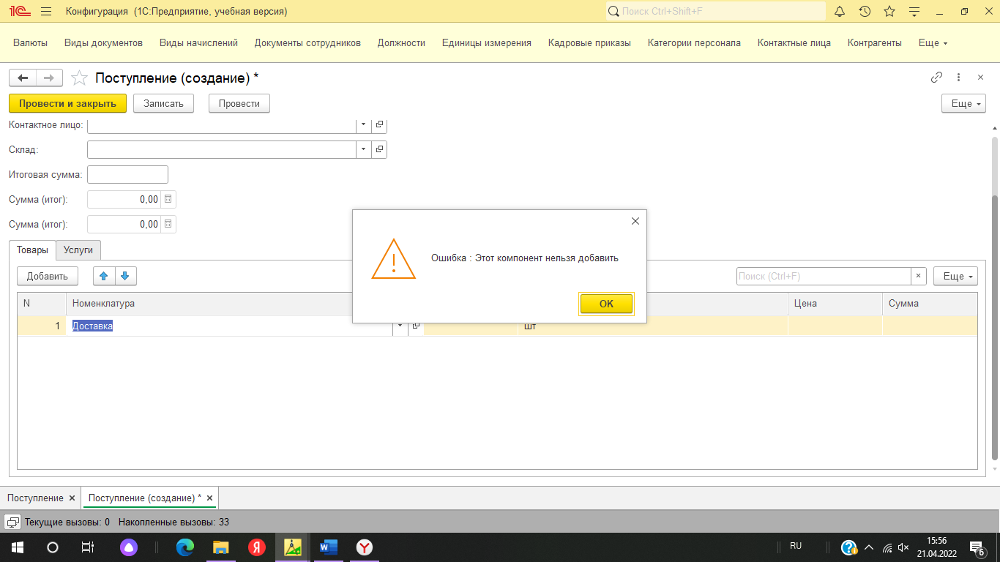 1С Конфигурация (1С:Предприятие, учебная версия) Поиск Ctrl+Shift+F
Валюты Виды документов Виды начислений Документы сотрудников Должности Единицы измерения Кадровые приказы Категории персонала Контактные лица Контрагенты Еще
Поступление (создание) *
Провести и закрыть Записать Провести Еще
Контактное лицо:
Склад:
Итоговая сумма:
Сумма (итог): 0,00
Сумма (итог): 0,00
Товары Услуги
Ошибка : Этот компонент нельзя добавить
OK
Добавить Поиск (Ctrl+F) Еще
N Номенклатура Цена Сумма
1 Доставка шт
Поступление Поступление (создание) *
Текущие вызовы: 0 Накопленные вызовы: 33
RU 15:56
21.04.2022 6